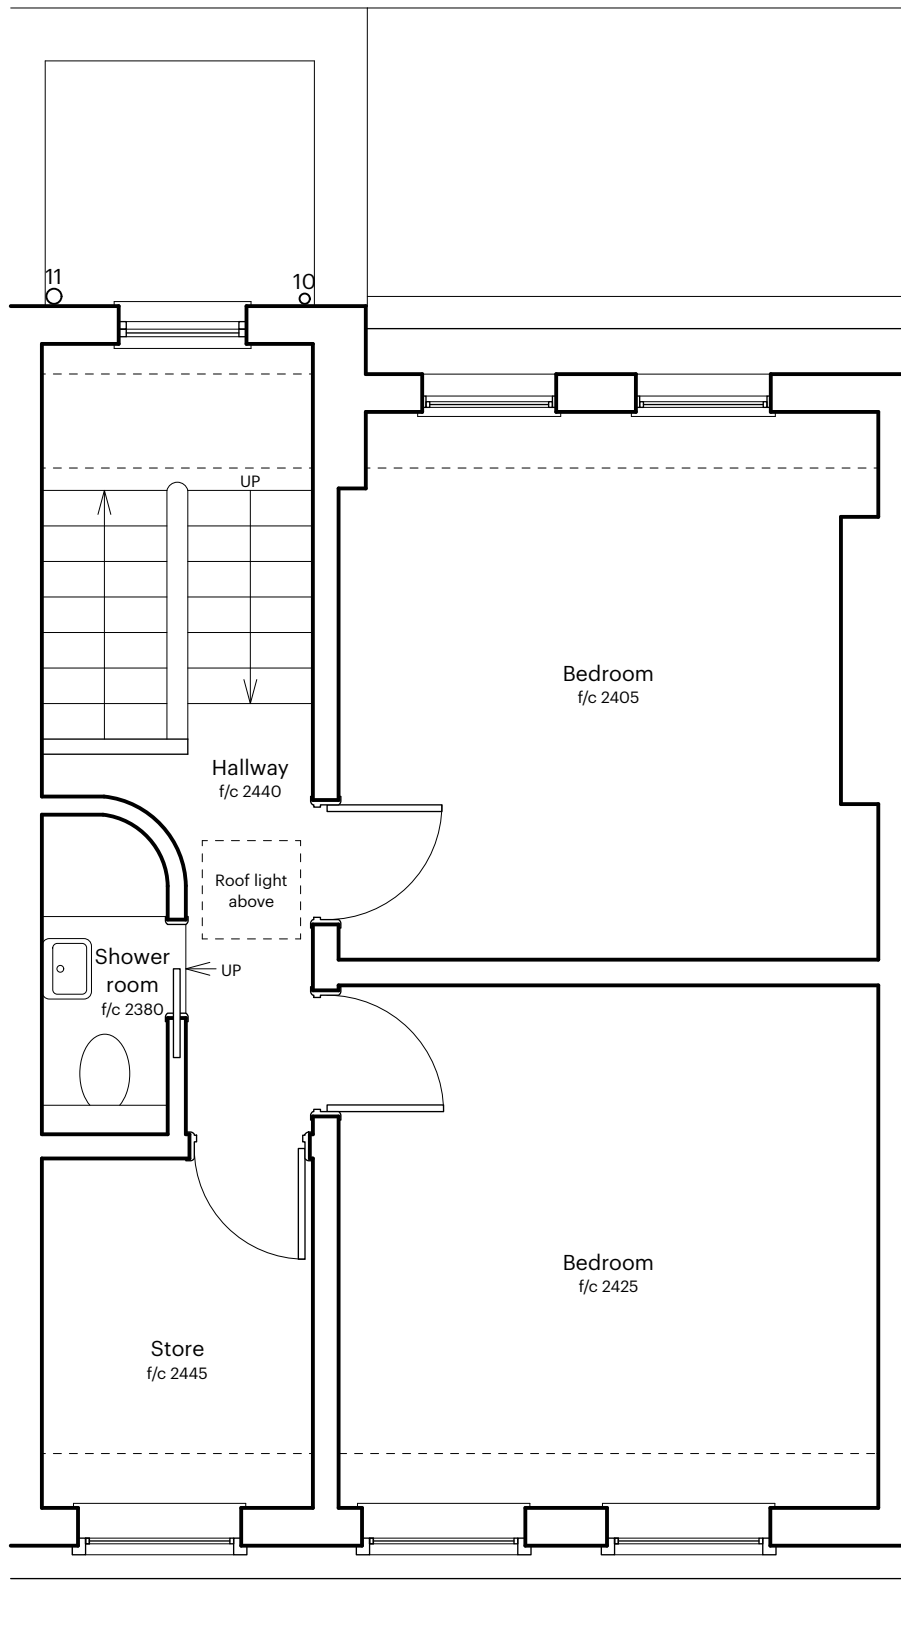 11
10
UP
Bedroom
f/c 2405
Hallway
f/c 2440
Roof light
above
Shower
room
f/c 2380
UP
Bedroom
f/c 2425
Store
f/c 2445